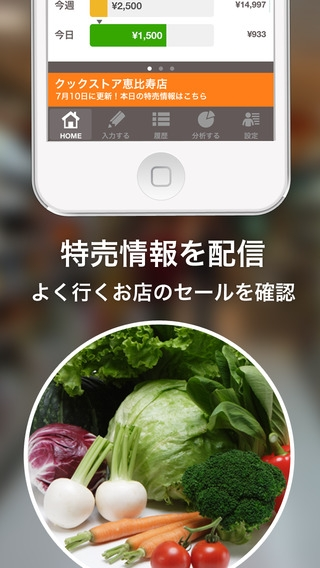 今週 ¥2,500 ¥14,997
今日 ¥1,500 ¥933
クックストア恵比寿店
7月10日に更新！本日の特売情報はこちら
HOME 入力する 履歴 分析する 設定
特売情報を配信
よく行くお店のセールを確認